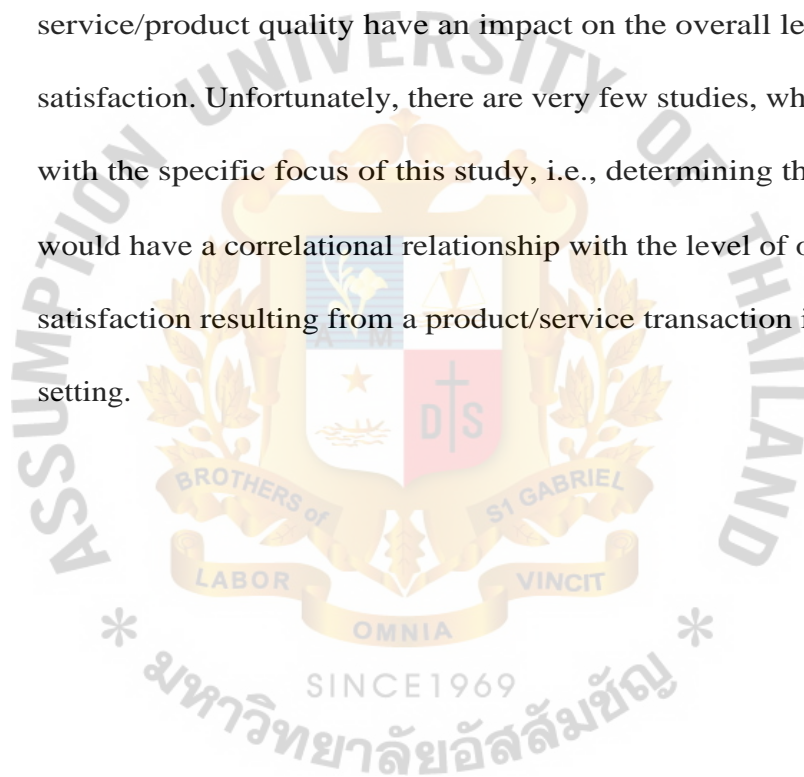 service/product quality have an impact on the overall le
satisfaction. Unfortunately, there are very few studies, wh
with the specific focus of this study, i.e., determining th
would have a correlational relationship with the level of o
satisfaction resulting from a product/service transaction i
setting.
ASSUMPTION UNIVERSITY OF THAILAND
A M
D S
BROTHERS of
S1 GABRIEL
LABOR
VINCIT
OMNIA
SINCE1969
* มหาวิทยาลัยอัสสัมชัญ *